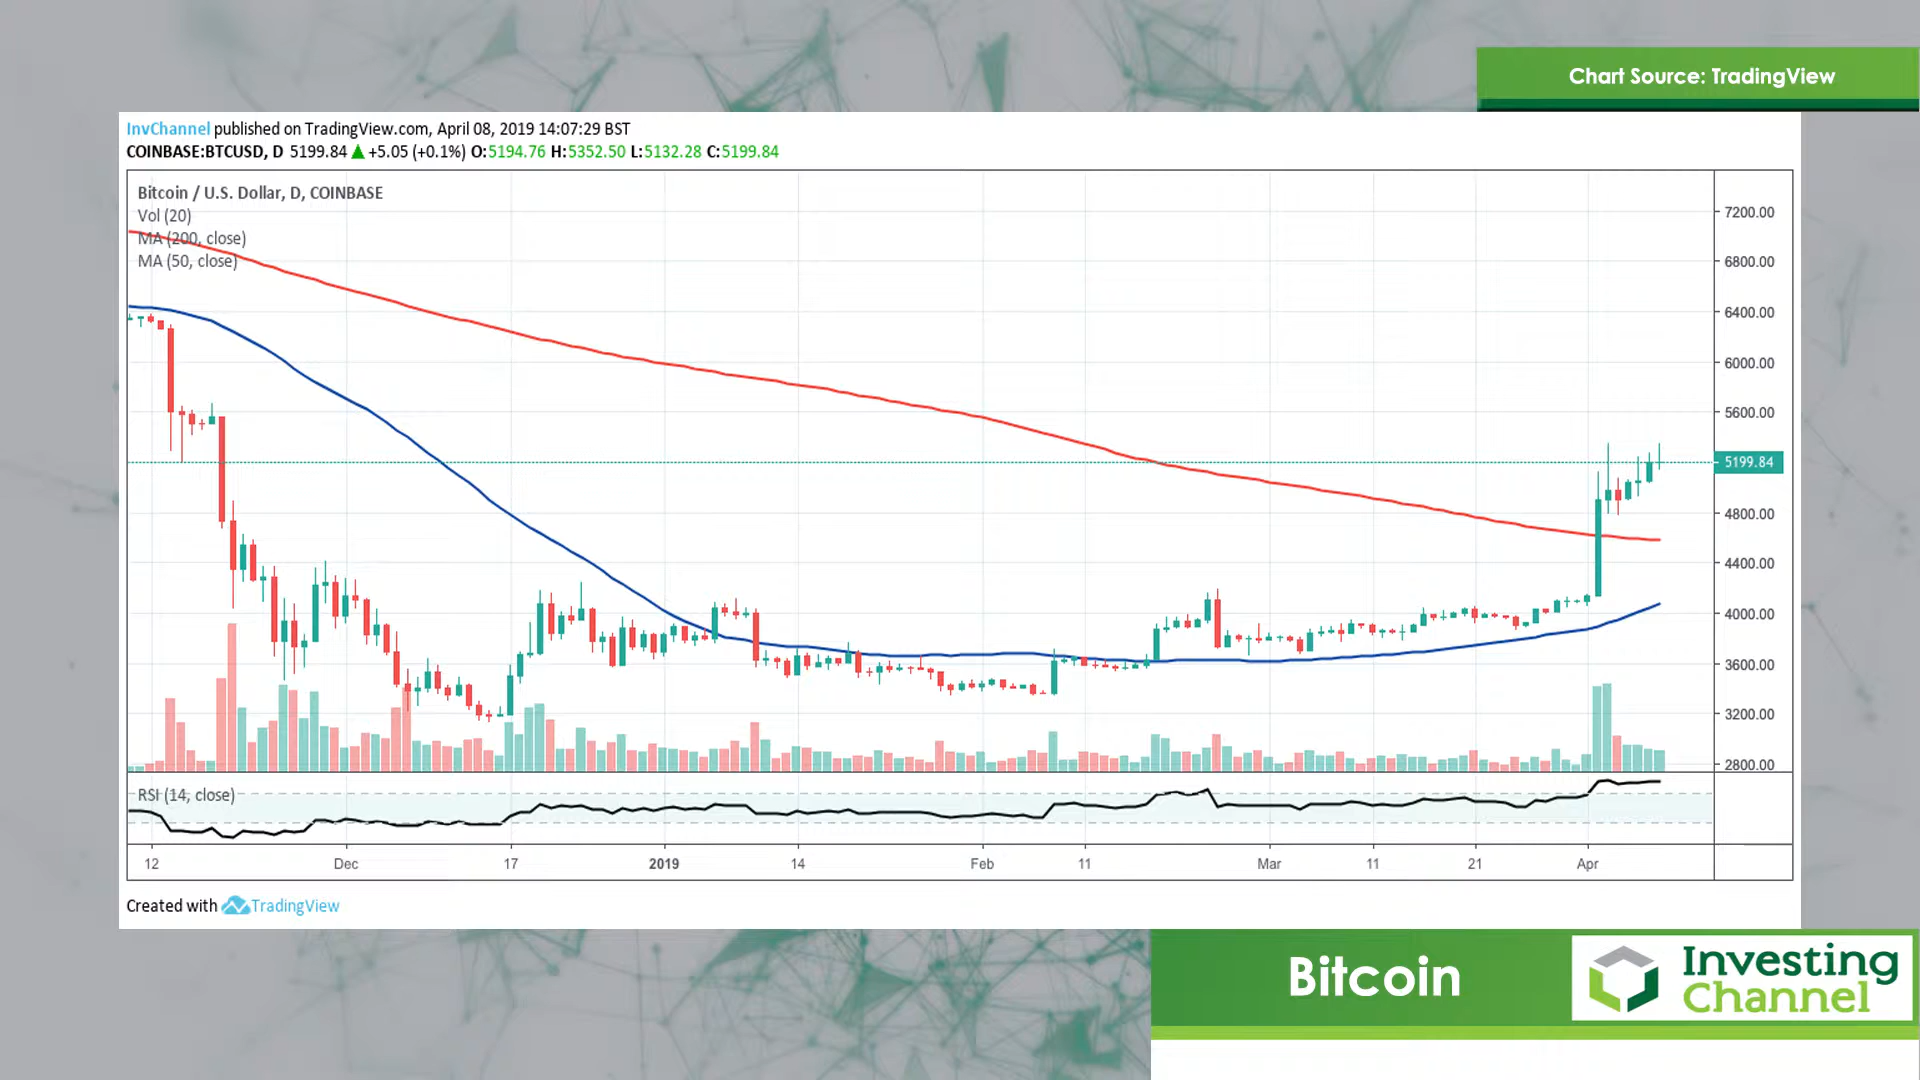 Chart Source: TradingView
InvChannel published on TradingView.com, April 08, 2019 14:07:29 BST
COINBASE:BTCUSD, D 5199.84 ▲ +5.05 (+0.1%) O:5194.76 H:5352.50 L:5132.28 C:5199.84
Bitcoin / U.S. Dollar, D, COINBASE
Vol (20)
MA (200, close)
MA (50, close)
7200.00
6800.00
6400.00
6000.00
5600.00
5199.84
4800.00
4400.00
4000.00
3600.00
3200.00
2800.00
RSI (14, close)
12 Dec 17 2019 14 Feb 11 Mar 11 21 Apr
Created with TradingView
Bitcoin
Investing
Channel